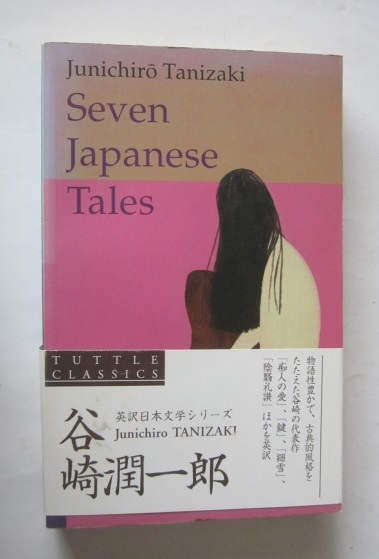 Junichirō Tanizaki
Seven
Japanese
Tales
TUTTLE
CLASSICS
英訳日本文学シリーズ
Junichiro TANIZAKI
谷
崎潤一郎
物語性豊かで、古典的風格を
たたえた谷崎の代表作
「痴人の愛」、「鍵」、「細雪」、
「陰翳礼讃」ほかを英訳